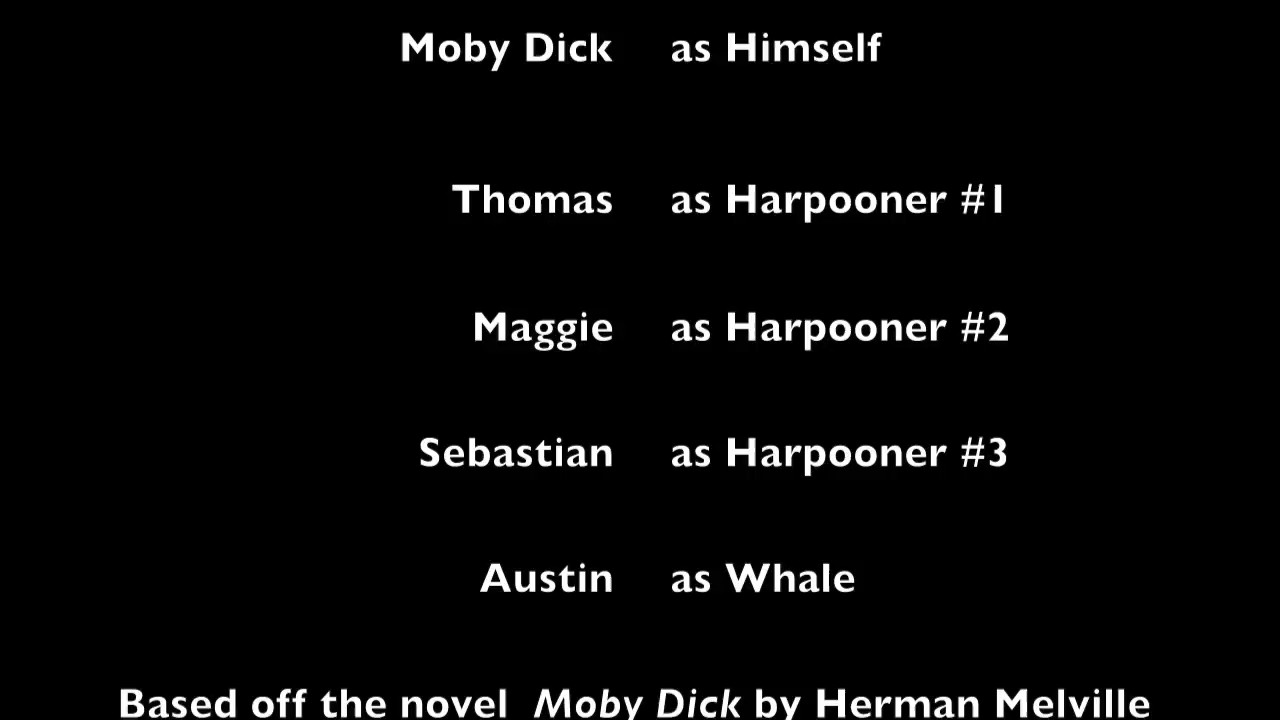 Moby Dick as Himself
Thomas as Harpooner #1
Maggie as Harpooner #2
Sebastian as Harpooner #3
Austin as Whale
Based off the novel Moby Dick by Herman Melville